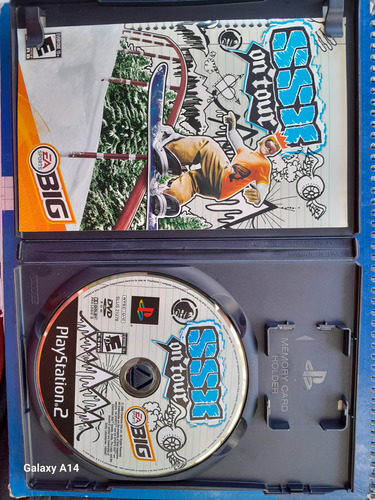 SSX
on tour
E
EA
SPORTS
BIG
SSX
on tour
E
DVD
EA
SPORTS
BIG
PlayStation.2
MEMORY CARD
HOLDER
Galaxy A14